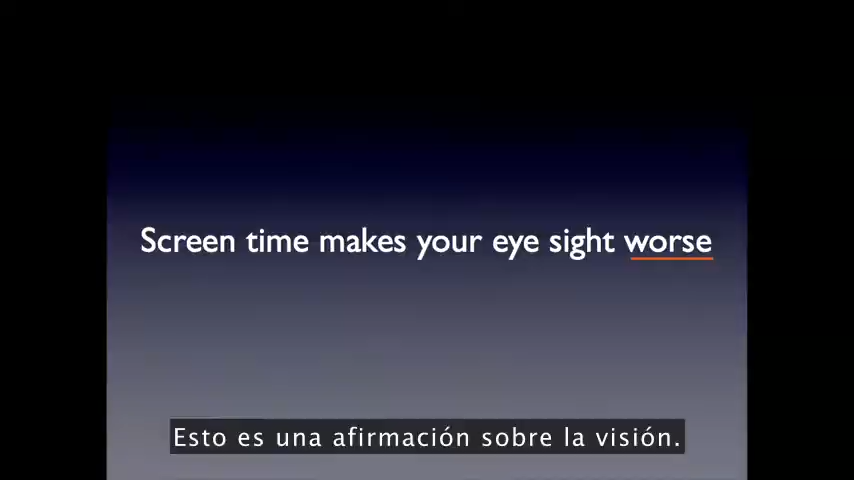 Screen time makes your eye sight worse
Esto es una afirmación sobre la visión.